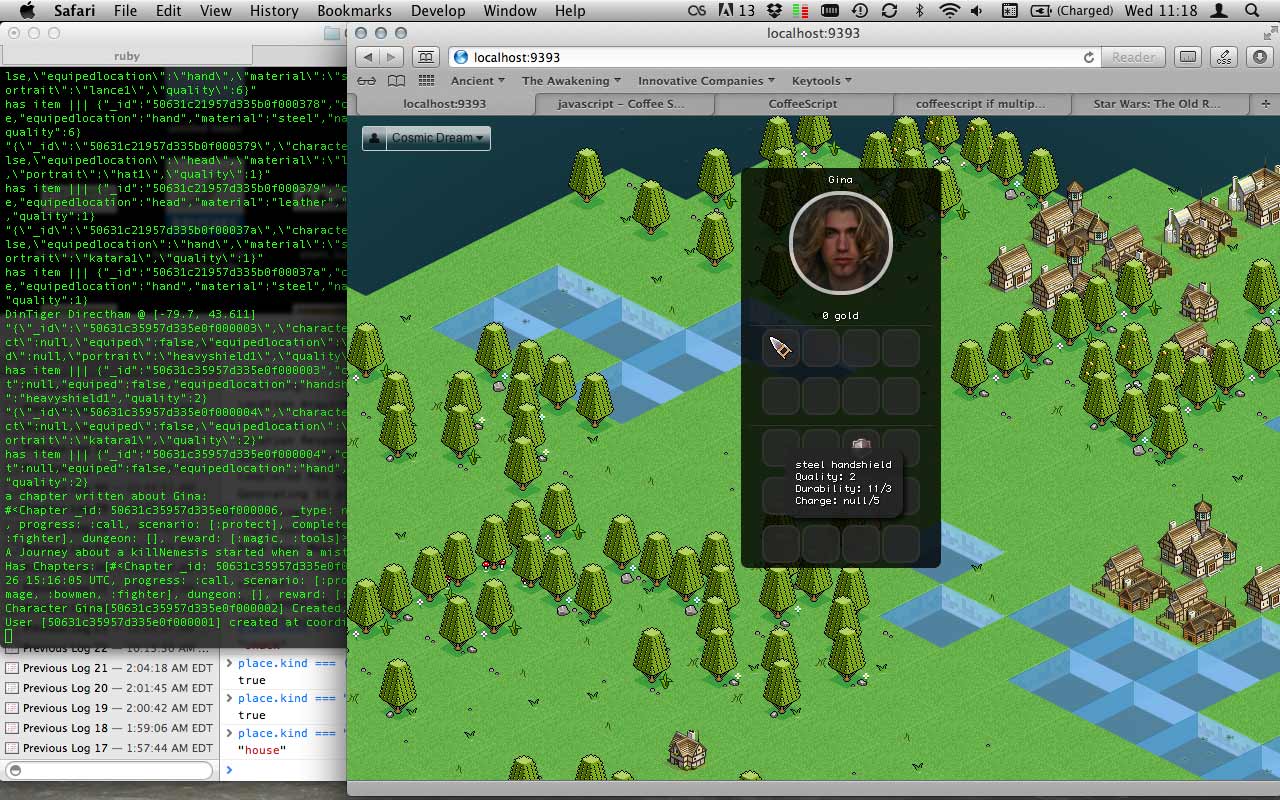 Safari File Edit View History Bookmarks Develop Window Help
13 (Charged) Wed 11:18
ruby
lse,\"equipedlocation\":\"hand\",\"material\":\"s
ortrait\":\"lance1\",\"quality\":6}"
has item ||| {"_id":"50631c21957d335b0f000378","c
e,"equipedlocation":"hand","material":"steel","na
quality":6}
"{\"_id\":\"50631c21957d335b0f000379\",\"characte
lse,\"equipedlocation\":\"head\",\"material\":\"l
,\"portrait\":\"hat1\",\"quality\":1}"
has item ||| {"_id":"50631c21957d335b0f000379","c
e,"equipedlocation":"head","material":"leather","
,"quality":1}
"{\"_id\":\"50631c21957d335b0f00037a\",\"characte
lse,\"equipedlocation\":\"hand\",\"material\":\"s
ortrait\":\"katara1\",\"quality\":1}"
has item ||| {"_id":"50631c21957d335b0f00037a","c
e,"equipedlocation":"hand","material":"steel","na
"quality":1}
DinTiger Directham @ [-79.7, 43.611]
"{\"_id\":\"50631c35957d335e0f000003\",\"characte
ct\":null,\"equiped\":false,\"equipedlocation\":\
d\":null,\"portrait\":\"heavyshield1\",\"quality\
has item ||| {"_id":"50631c35957d335e0f000003","c
t":null,"equiped":false,"equipedlocation":"handsh
":"heavyshield1","quality":2}
"{\"_id\":\"50631c35957d335e0f000004\",\"characte
ct\":null,\"equiped\":false,\"equipedlocation\":\
ortrait\":\"katara1\",\"quality\":2}"
has item ||| {"_id":"50631c35957d335e0f000004","c
t":null,"equiped":false,"equipedlocation":"hand",
"quality":2}
a chapter written about Gina:
#<Chapter _id: 50631c35957d335e0f000006, _type: n
, progress: :call, scenario: [:protect], complete
:fighter], dungeon: [], reward: [:magic, :tools]>
A Journey about a killNemesis started when a mist
Has Chapters: [#<Chapter _id: 50631c35957d335e0f
26 15:16:05 UTC, progress: :call, scenario: [:pro
mage, :bowmen, :fighter], dungeon: [], reward: [:
Character Gina[50631c35957d335e0f000002] Created,
User [50631c35957d335e0f000001] created at coordi
Previous Log 22 — 10:15:50 AM ...
Previous Log 21 — 2:04:18 AM EDT
Previous Log 20 — 2:01:45 AM EDT
Previous Log 19 — 2:00:42 AM EDT
Previous Log 18 — 1:59:06 AM EDT
Previous Log 17 — 1:57:44 AM EDT
place.kind === (
true
place.kind === "
true
place.kind === "
"house"
localhost:9393
localhost:9393 Reader css
Ancient The Awakening Innovative Companies Keytools
localhost:9393 javascript – Coffee S... CoffeeScript coffeescript if multip... Star Wars: The Old R...
Cosmic Dream
Gina
0 gold
steel handshield
Quality: 2
Durability: 11/3
Charge: null/5